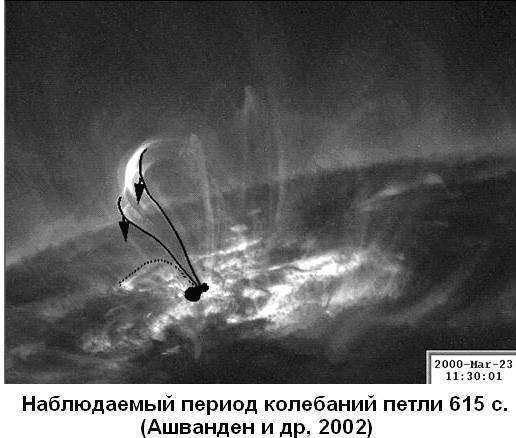 2000-Mar-23
11:30:01
Наблюдаемый период колебаний петли 615 с.
(Ашванден и др, 2002)